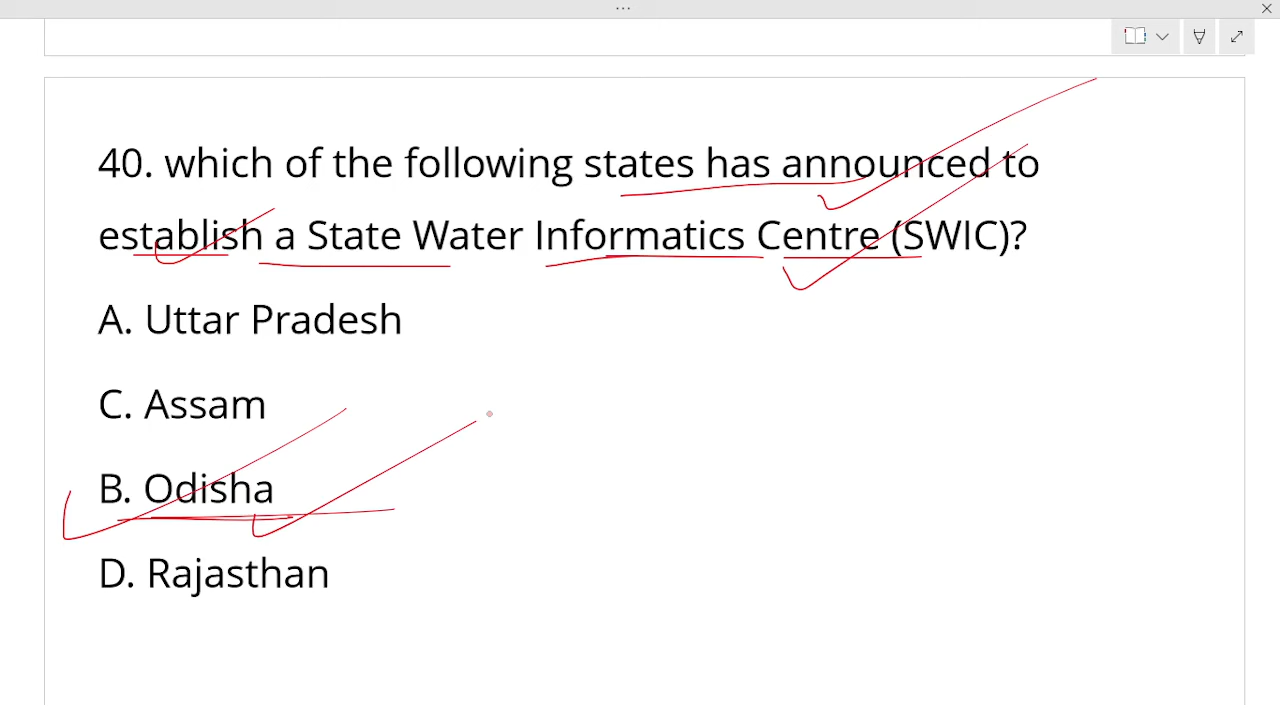 40. which of the following states has announced to
establish a State Water Informatics Centre (SWIC)?
A. Uttar Pradesh
C. Assam
B. Odisha
D. Rajasthan